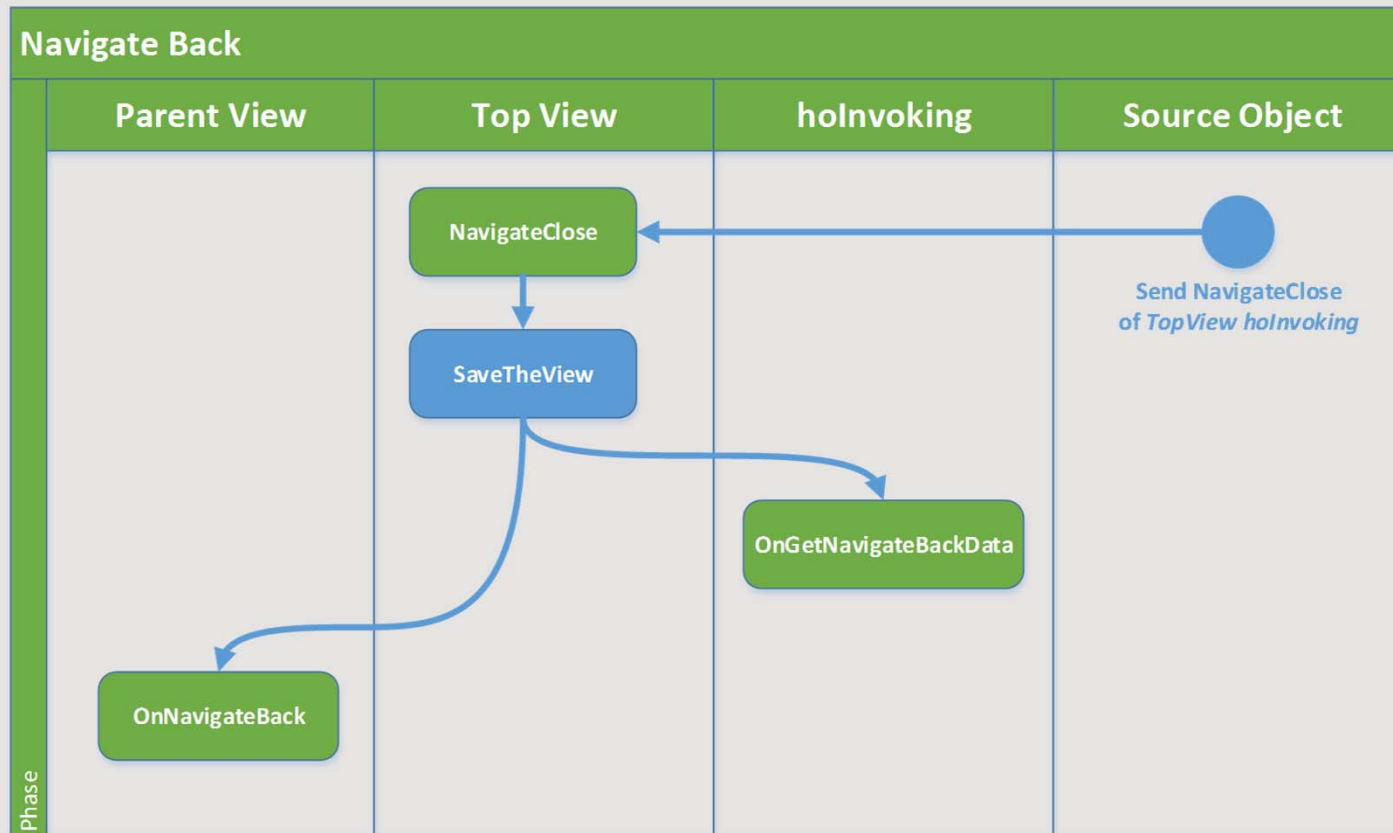 Navigate Back
Parent View
Top View
hoInvoking
Source Object
NavigateClose
Send NavigateClose
of TopView hoInvoking
SaveTheView
OnGetNavigateBackData
OnNavigateBack
Phase